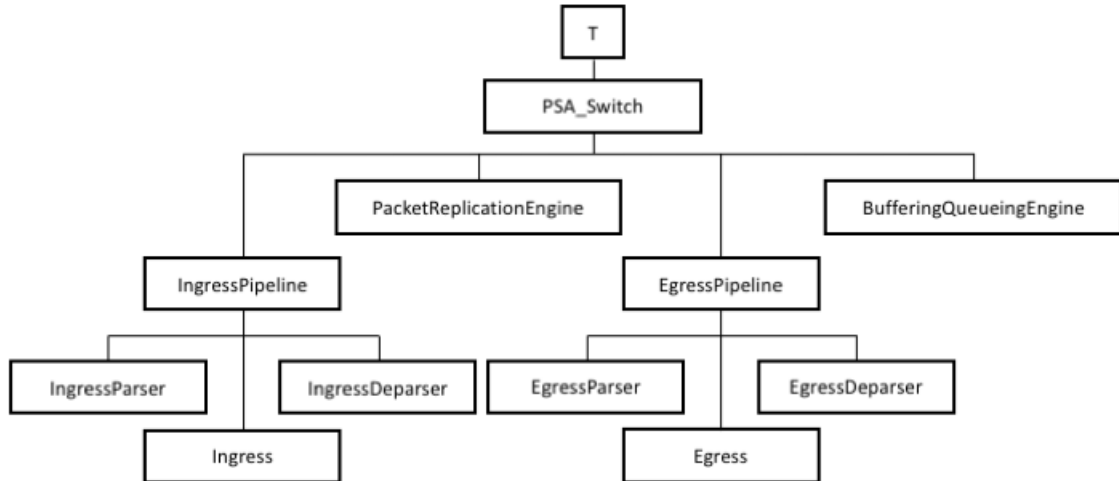 T
PSA_Switch
PacketReplicationEngine
BufferingQueueingEngine
IngressPipeline
EgressPipeline
IngressParser
IngressDeparser
EgressParser
EgressDeparser
Ingress
Egress